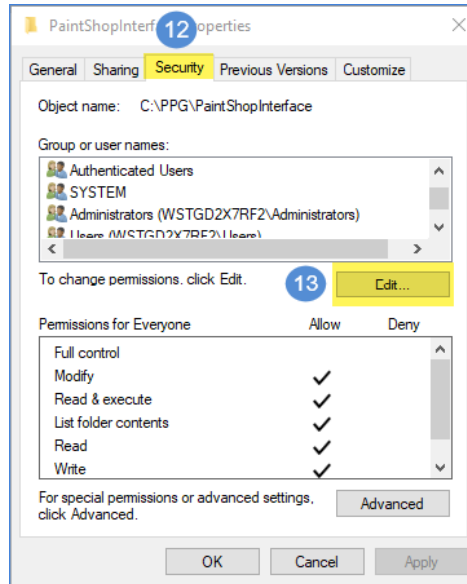 PaintShopInterf 12 operties
General Sharing Security Previous Versions Customize
Object name: C:\PPG\PaintShopInterface
Group or user names:
Authenticated Users
SYSTEM
Administrators (WSTGD2X7RF2\Administrators)
Users (WSTGD2X7RF2\Users)
To change permissions, click Edit. 13 Edit...
Permissions for Everyone Allow Deny
Full control
Modify
Read & execute
List folder contents
Read
Write
For special permissions or advanced settings,
click Advanced. Advanced
OK Cancel Apply